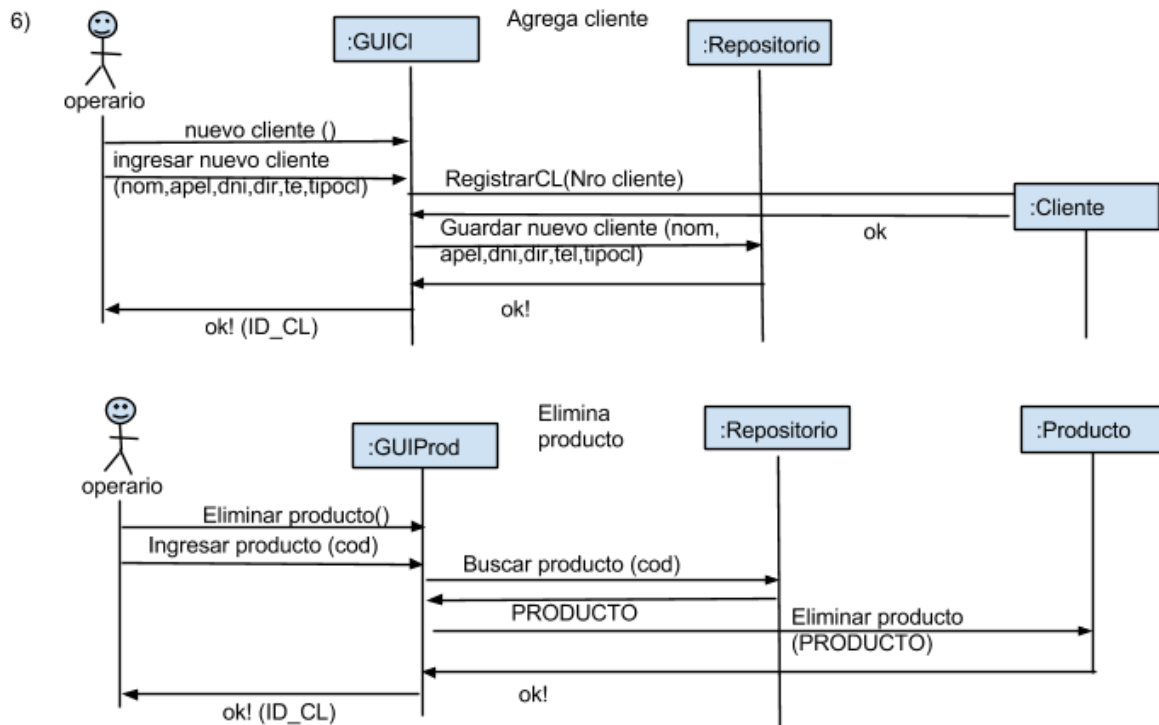 6)
Agrega cliente
:GUICl
:Repositorio
operario
nuevo cliente ()
ingresar nuevo cliente
(nom,apel,dni,dir,te,tipocl)
RegistrarCL(Nro cliente)
:Cliente
ok
Guardar nuevo cliente (nom,
apel,dni,dir,tel,tipocl)
ok!
ok! (ID_CL)
Elimina
producto
:GUIProd
:Repositorio
:Producto
operario
Eliminar producto()
Ingresar producto (cod)
Buscar producto (cod)
PRODUCTO
Eliminar producto
(PRODUCTO)
ok!
ok! (ID_CL)